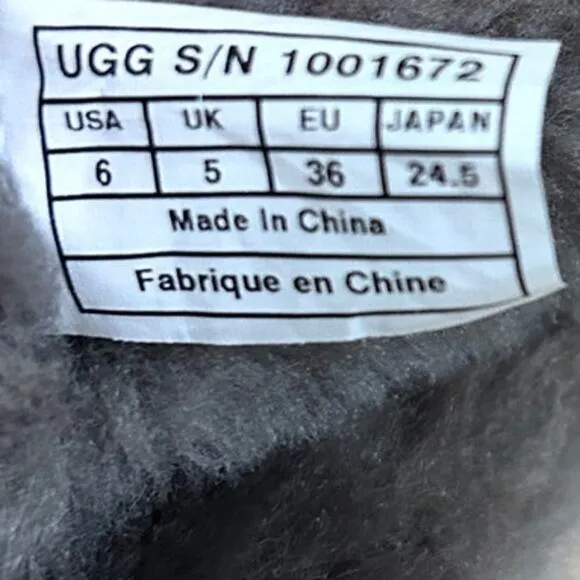 UGG S/N 1001672
USA UK EU JAPAN
6 5 36 24.5
Made In China
Fabrique en Chine